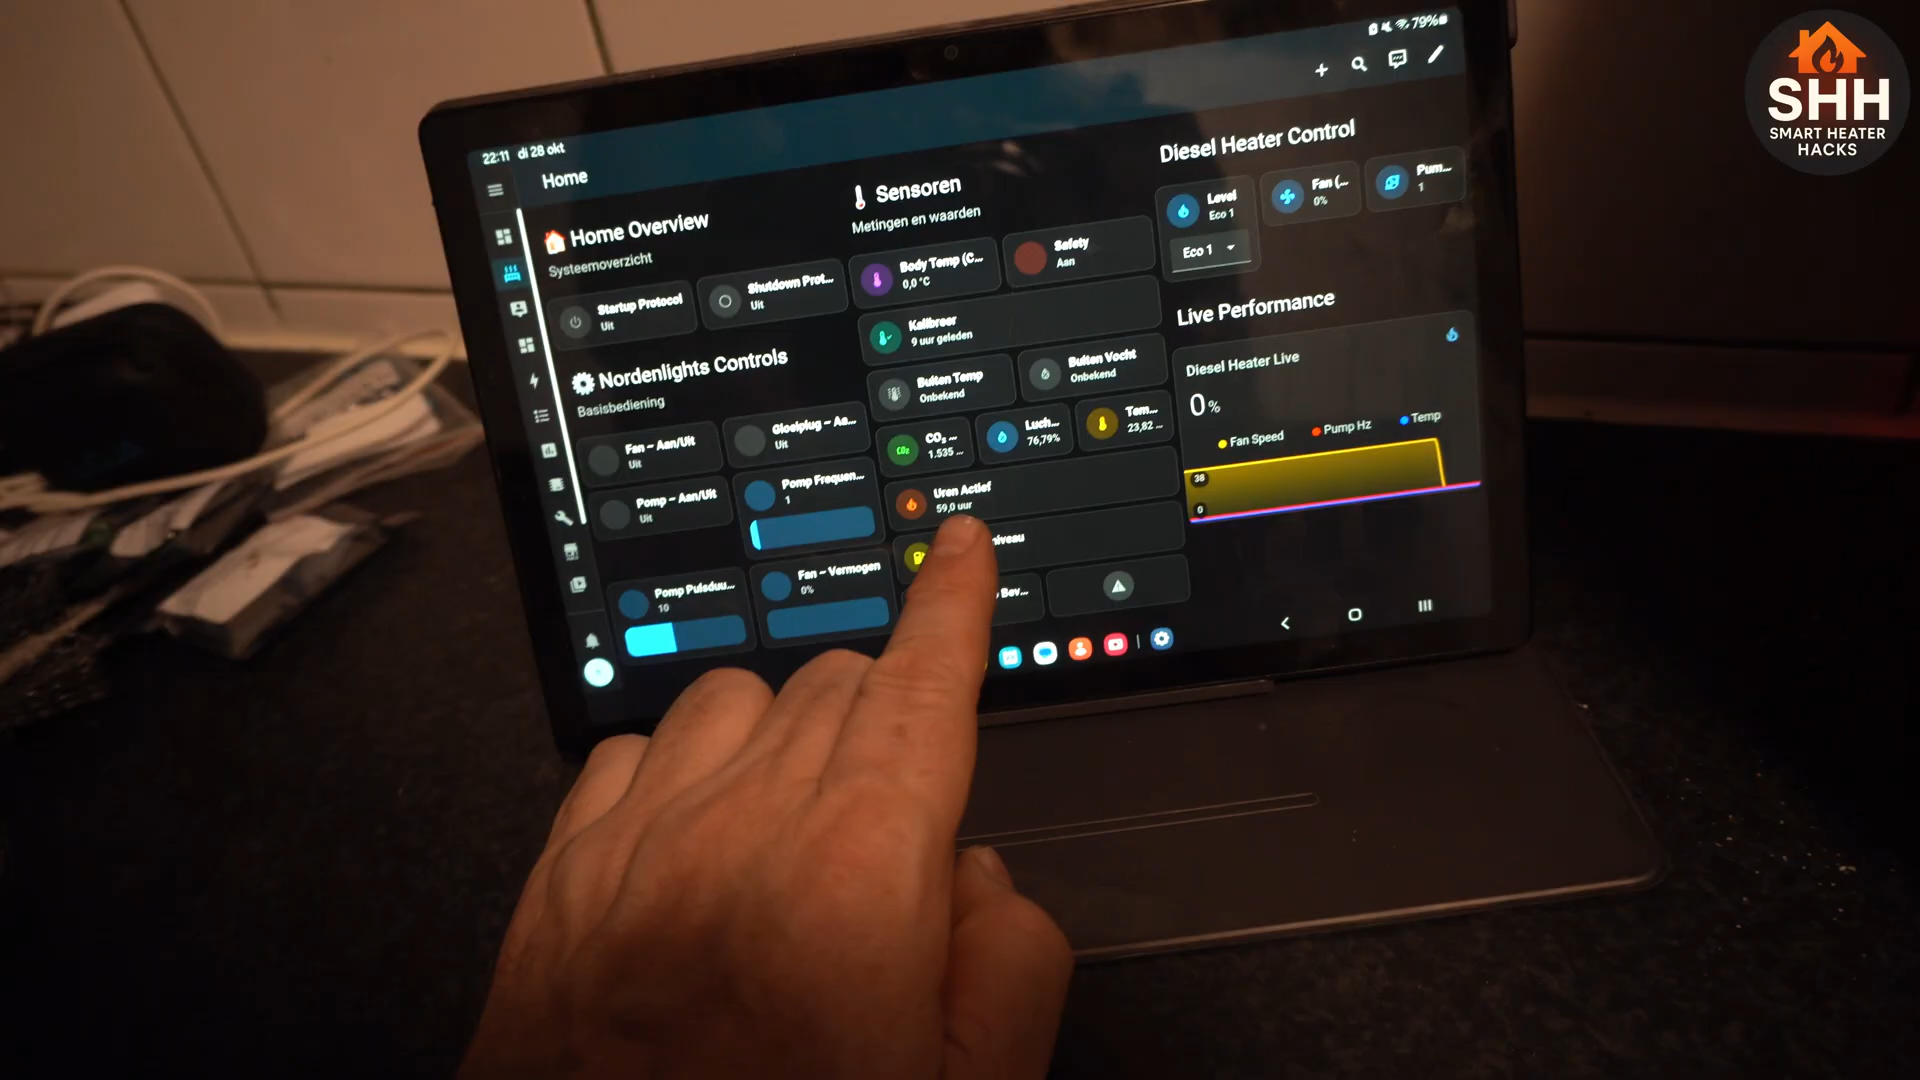 22:11 di 28 okt
79%
Home
Home Overview
Systeemoverzicht
Startup Protocol
Uit
Shutdown Prot...
Uit
Nordenlights Controls
Basisbediening
Fan – Aan/Uit
Uit
Gloeiplug – Aa...
Uit
Pomp – Aan/Uit
Uit
Pomp Frequen...
1
Pomp Pulsduu...
10
Fan – Vermogen
0%
Sensoren
Metingen en waarden
Body Temp (C...
0,0 °C
Safety
Aan
Kalibreer
9 uur geleden
Buiten Temp
Onbekend
Buiten Vocht
Onbekend
CO₂ ...
1.535 ...
Luch...
76,79%
Tem...
23,82 ...
Uren Actief
59,0 uur
niveau
Bev...
Diesel Heater Control
Level
Eco 1
Eco 1
Fan (...
0%
Pum...
1
Live Performance
Diesel Heater Live
0 %
Fan Speed
Pump Hz
Temp
38
0
SHH
SMART HEATER
HACKS